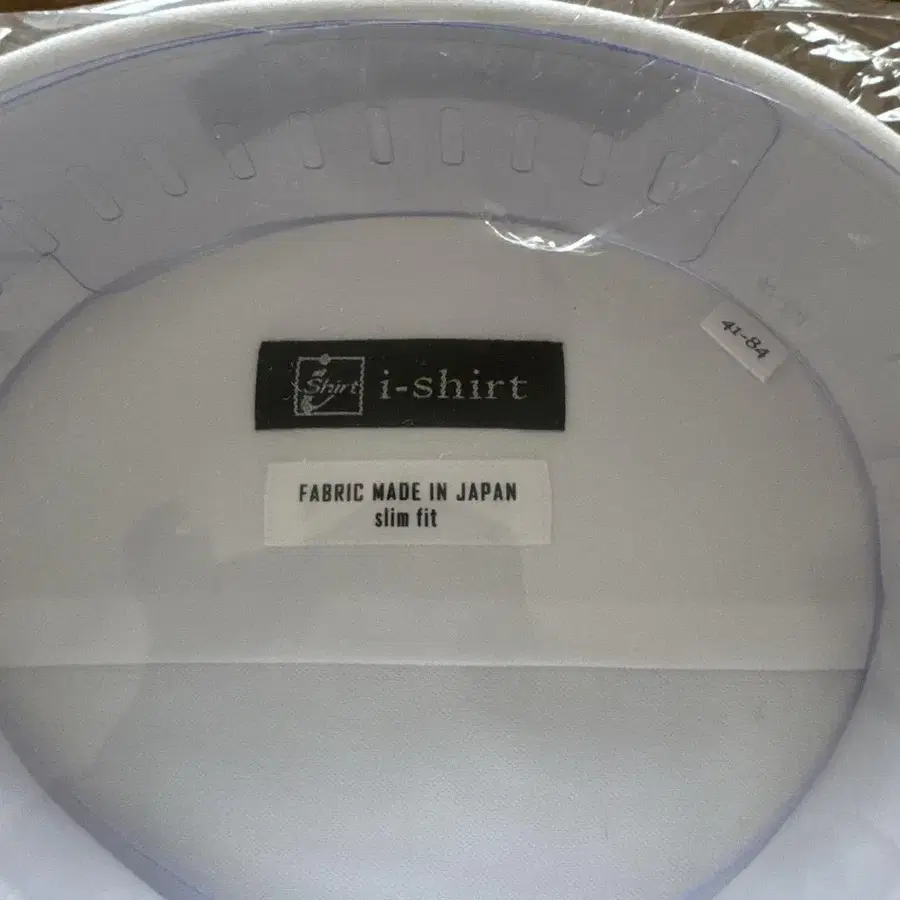 Shirt
i-shirt
41-84
FABRIC MADE IN JAPAN
slim fit